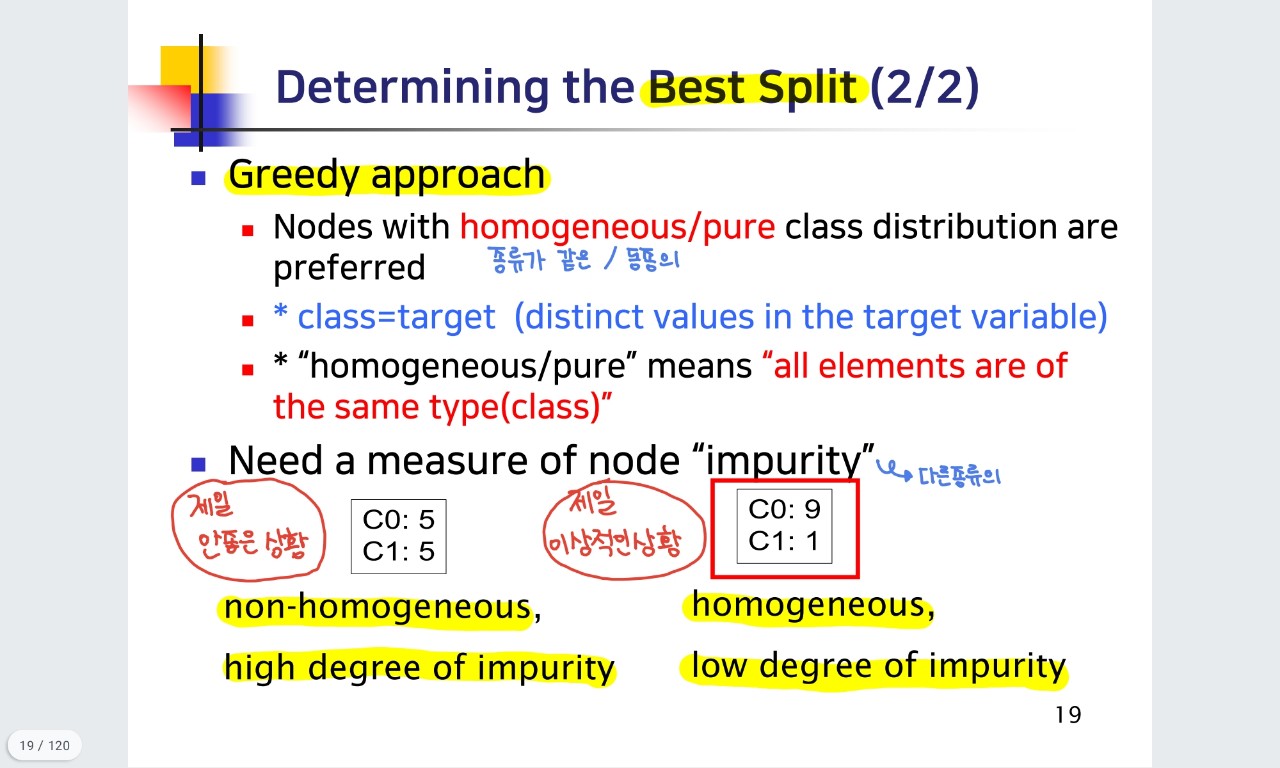 Determining the Best Split (2/2)
Greedy approach
Nodes with homogeneous/pure class distribution are
preferred
종류가 같은 / 동종의
* class=target (distinct values in the target variable)
* “homogeneous/pure” means “all elements are of
the same type(class)”
Need a measure of node “impurity”
다른종류의
제일
안좋은 상황
C0: 5
C1: 5
제일
이상적인상황
C0: 9
C1: 1
non-homogeneous,
high degree of impurity
homogeneous,
low degree of impurity
19
19 / 120